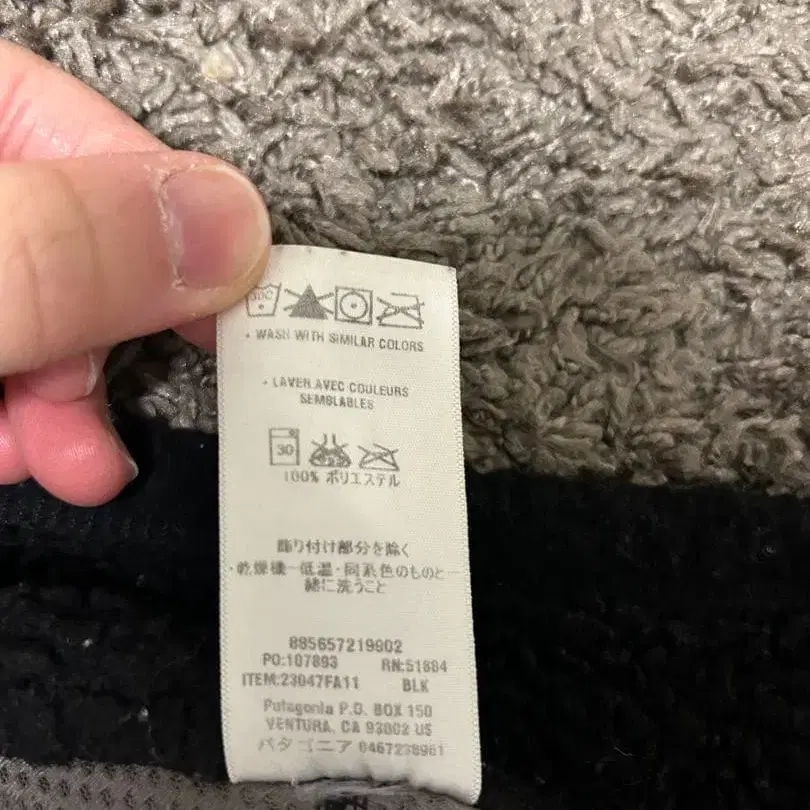 30C
• WASH WITH SIMILAR COLORS
• LAVER AVEC COULEURS
SEMBLABLES
30
100% ポリエステル
飾り付け部分を除く
・乾燥機ー低温・同系色のものと一
緒に洗うこと
885657219902
PO:107893 RN:51884
ITEM:23047FA11 BLK
Patagonia P.O. BOX 150
VENTURA, CA 93002 US
パタゴニア 0467238961